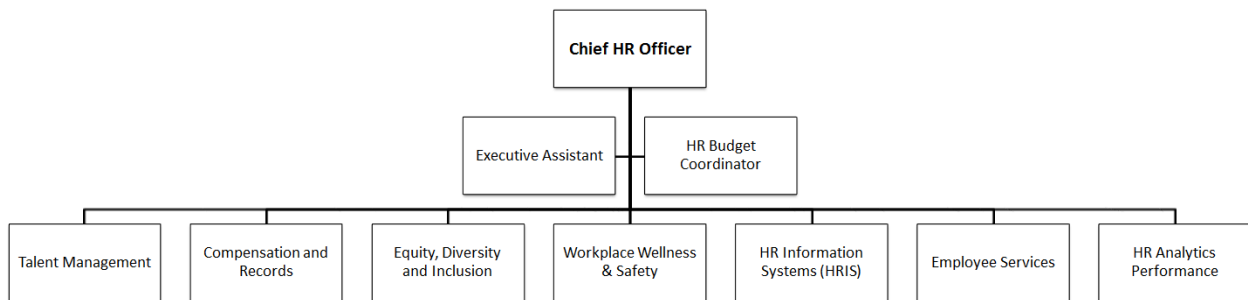 Chief HR Officer
Executive Assistant
HR Budget
Coordinator
Talent Management
Compensation and
Records
Equity, Diversity
and Inclusion
Workplace Wellness
& Safety
HR Information
Systems (HRIS)
Employee Services
HR Analytics
Performance